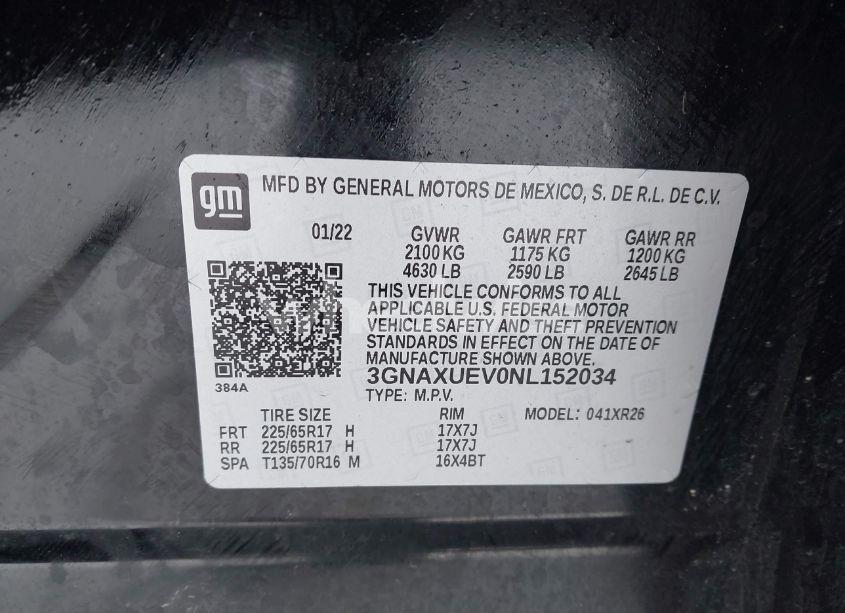 gm
MFD BY GENERAL MOTORS DE MEXICO, S. DE R.L. DE C.V.
01/22 GVWR GAWR FRT GAWR RR
2100 KG 1175 KG 1200 KG
4630 LB 2590 LB 2645 LB
THIS VEHICLE CONFORMS TO ALL
APPLICABLE U.S. FEDERAL MOTOR
VEHICLE SAFETY AND THEFT PREVENTION
STANDARDS IN EFFECT ON THE DATE OF
MANUFACTURE SHOWN ABOVE.
384A 3GNAXUEV0NL152034
TYPE: M.P.V.
TIRE SIZE RIM MODEL: 041XR26
FRT 225/65R17 H 17X7J
RR 225/65R17 H 17X7J
SPA T135/70R16 M 16X4BT